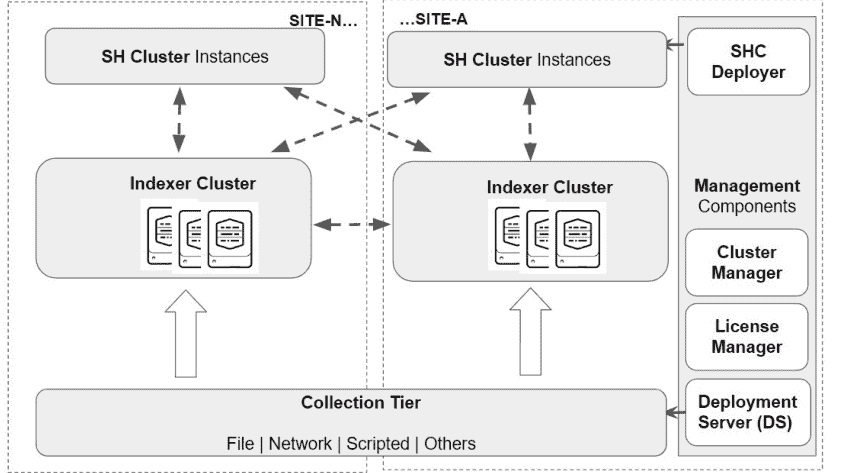 SITE-N...
...SITE-A
SH Cluster Instances
SH Cluster Instances
SHC
Deployer
Indexer Cluster
Indexer Cluster
Management
Components
Cluster
Manager
License
Manager
Collection Tier
File | Network | Scripted | Others
Deployment
Server (DS)